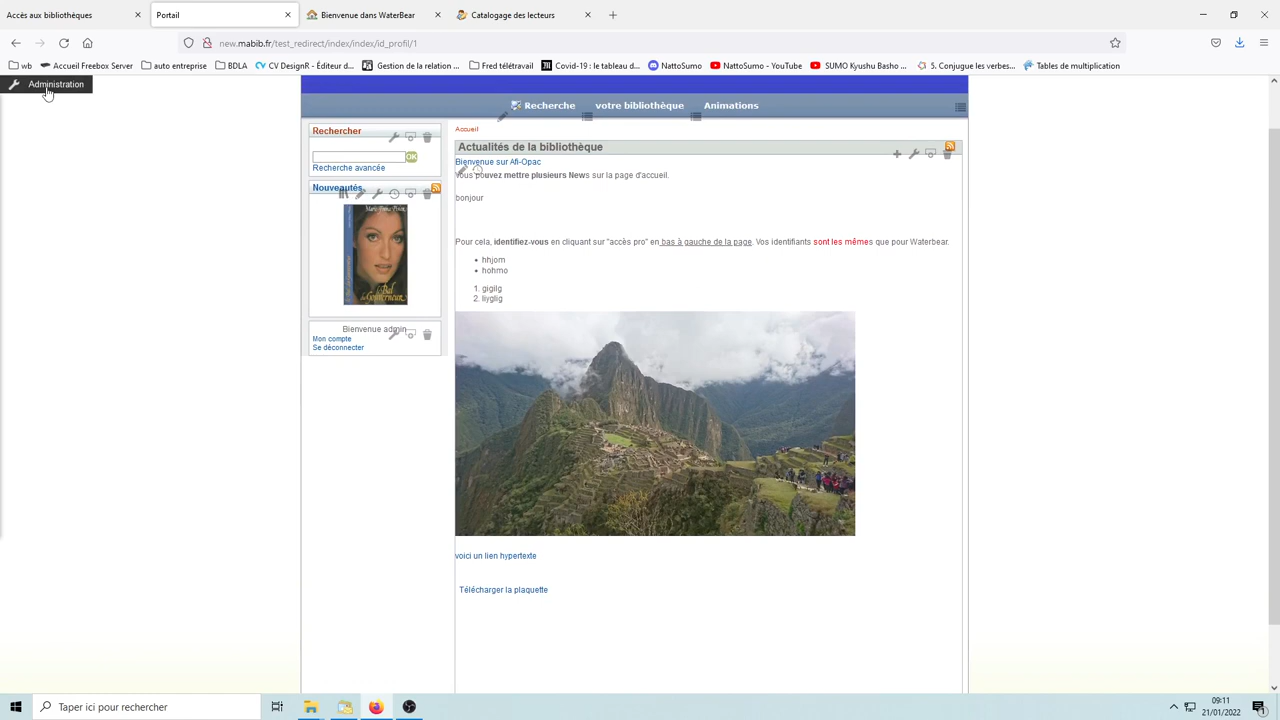 Accès aux bibliothèques
Portail
Bienvenue dans WaterBear
Catalogage des lecteurs
new.mabib.fr/test_redirect/index/index/id_profil/1
wb
Accueil Freebox Server
auto entreprise
BDLA
CV DesignR - Éditeur d...
Gestion de la relation ...
Fred télétravail
Covid-19 : le tableau d...
NattoSumo
NattoSumo - YouTube
SUMO Kyushu Basho ...
5. Conjugue les verbes...
Tables de multiplication
Administration
Recherche
votre bibliothèque
Animations
Rechercher
OK
Recherche avancée
Nouveautés
Bienvenue admin
Mon compte
Se déconnecter
Accueil
Actualités de la bibliothèque
Bienvenue sur Afi-Opac
Vous pouvez mettre plusieurs News sur la page d'accueil.
bonjour
Pour cela, identifiez-vous en cliquant sur "accès pro" en bas à gauche de la page. Vos identifiants sont les mêmes que pour Waterbear.
hhjom
hohmo
1. gigilg
2. liyglig
voici un lien hypertexte
Télécharger la plaquette
Taper ici pour rechercher
09:11
21/01/2022